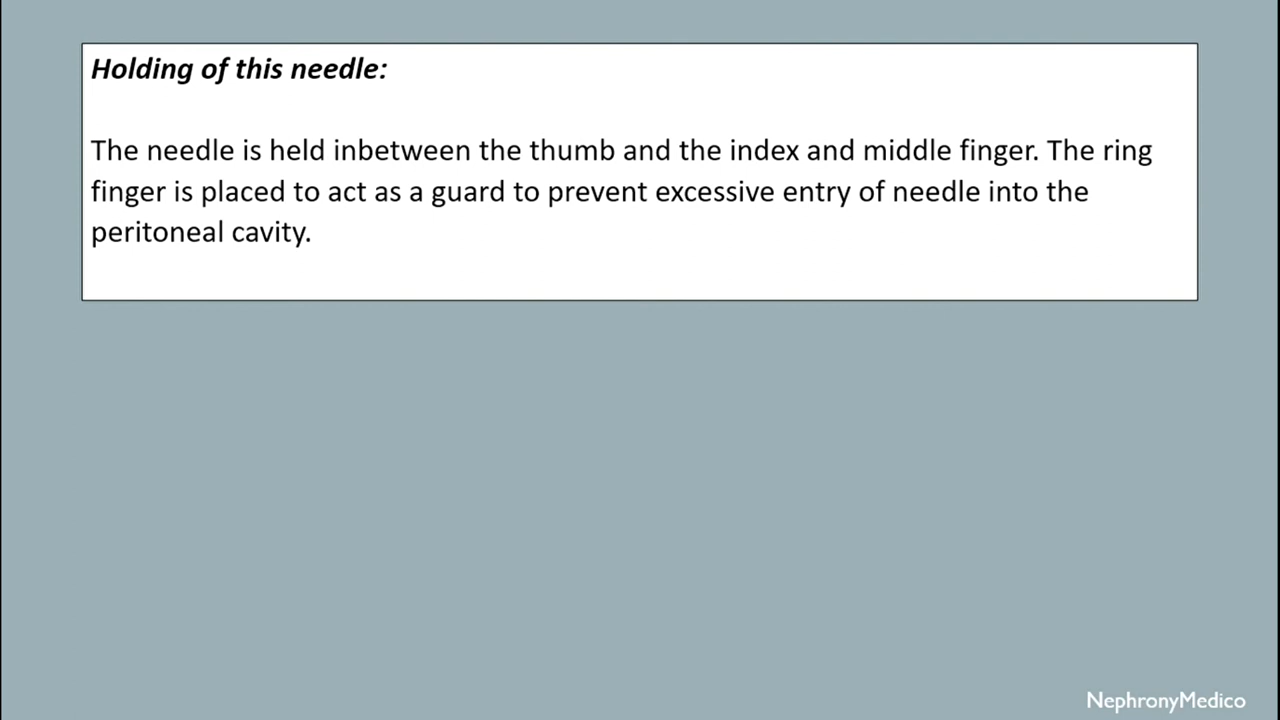 Holding of this needle:
The needle is held inbetween the thumb and the index and middle finger. The ring
finger is placed to act as a guard to prevent excessive entry of needle into the
peritoneal cavity.
NephronyMedico